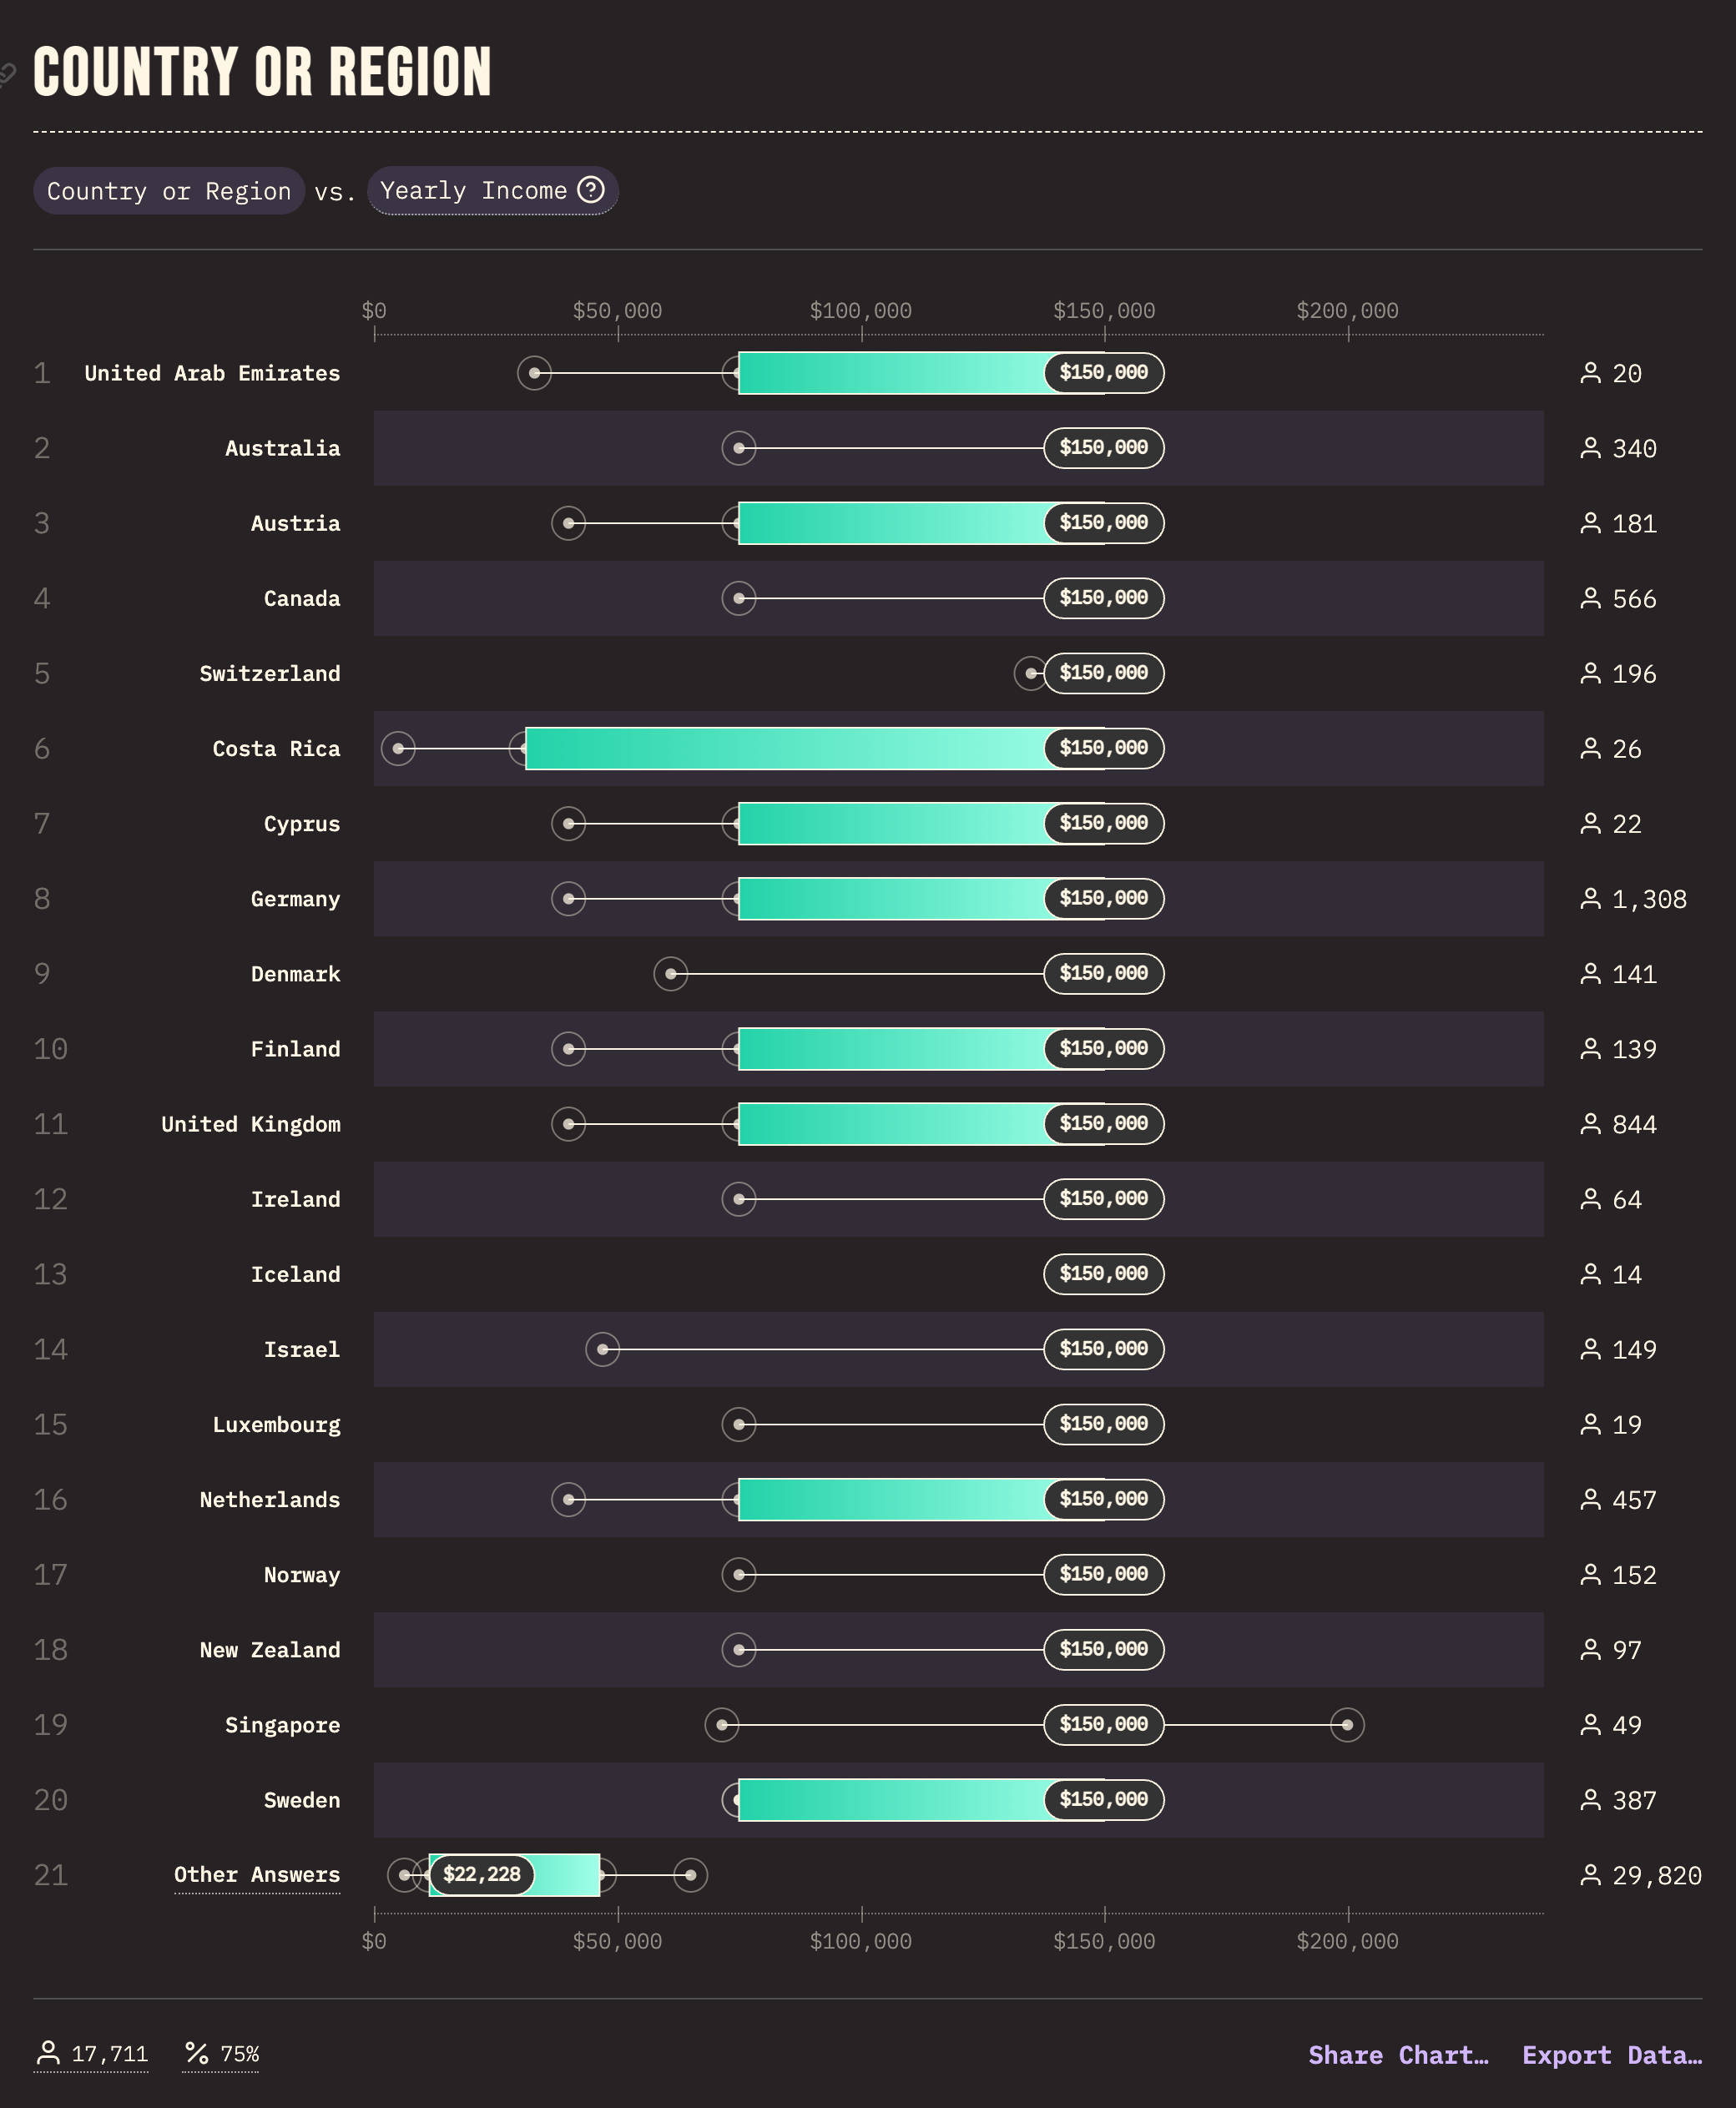 COUNTRY OR REGION
Country or Region vs. Yearly Income ?
$0 $50,000 $100,000 $150,000 $200,000
1 United Arab Emirates $150,000 20
2 Australia $150,000 340
3 Austria $150,000 181
4 Canada $150,000 566
5 Switzerland $150,000 196
6 Costa Rica $150,000 26
7 Cyprus $150,000 22
8 Germany $150,000 1,308
9 Denmark $150,000 141
10 Finland $150,000 139
11 United Kingdom $150,000 844
12 Ireland $150,000 64
13 Iceland $150,000 14
14 Israel $150,000 149
15 Luxembourg $150,000 19
16 Netherlands $150,000 457
17 Norway $150,000 152
18 New Zealand $150,000 97
19 Singapore $150,000 49
20 Sweden $150,000 387
21 Other Answers $22,228 29,820
$0 $50,000 $100,000 $150,000 $200,000
17,711 % 75% Share Chart… Export Data…